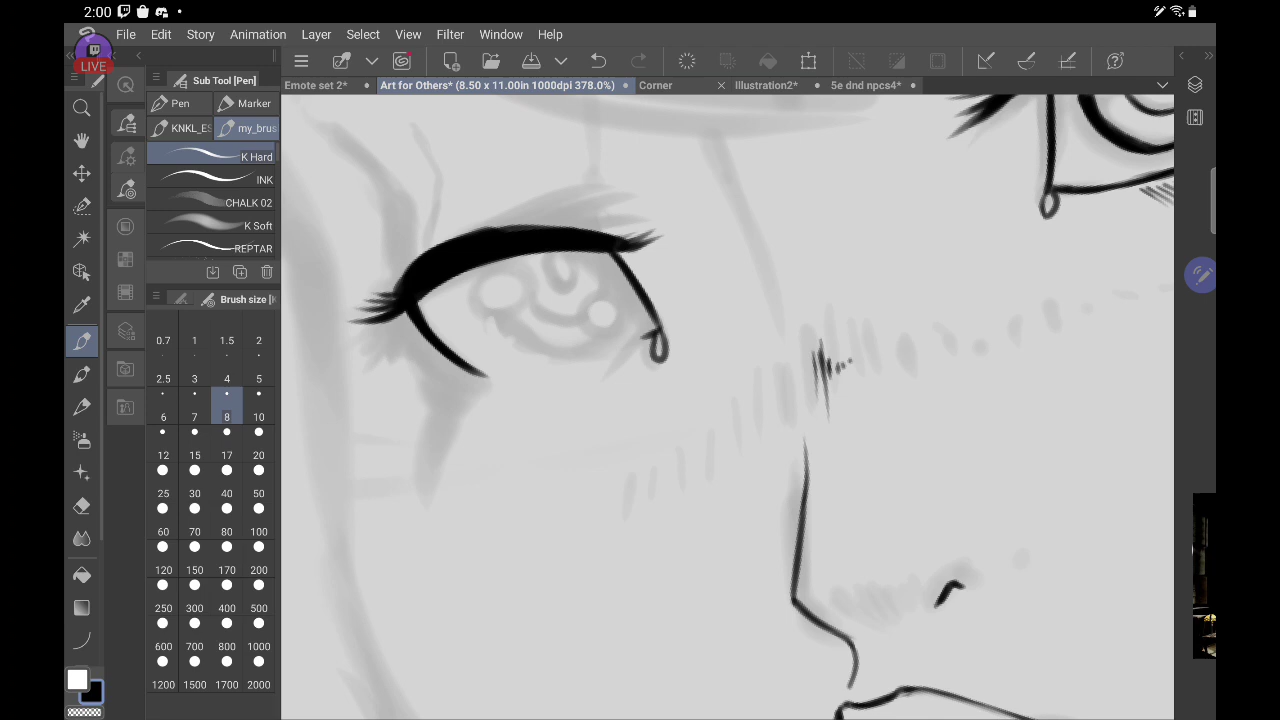 2:00
File Edit Story Animation Layer Select View Filter Window Help
LIVE
Sub Tool [Pen]
Emote set 2* Art for Others* (8.50 x 11.00in 1000dpi 378.0%) Corner Illustration2* 5e dnd npcs4*
Pen Marker
KNKL_ES my_brus
K Hard
INK
CHALK 02
K Soft
REPTAR
Brush size [K
0.7 1 1.5 2
2.5 3 4 5
6 7 8 10
12 15 17 20
25 30 40 50
60 70 80 100
120 150 170 200
250 300 400 500
600 700 800 1000
1200 1500 1700 2000